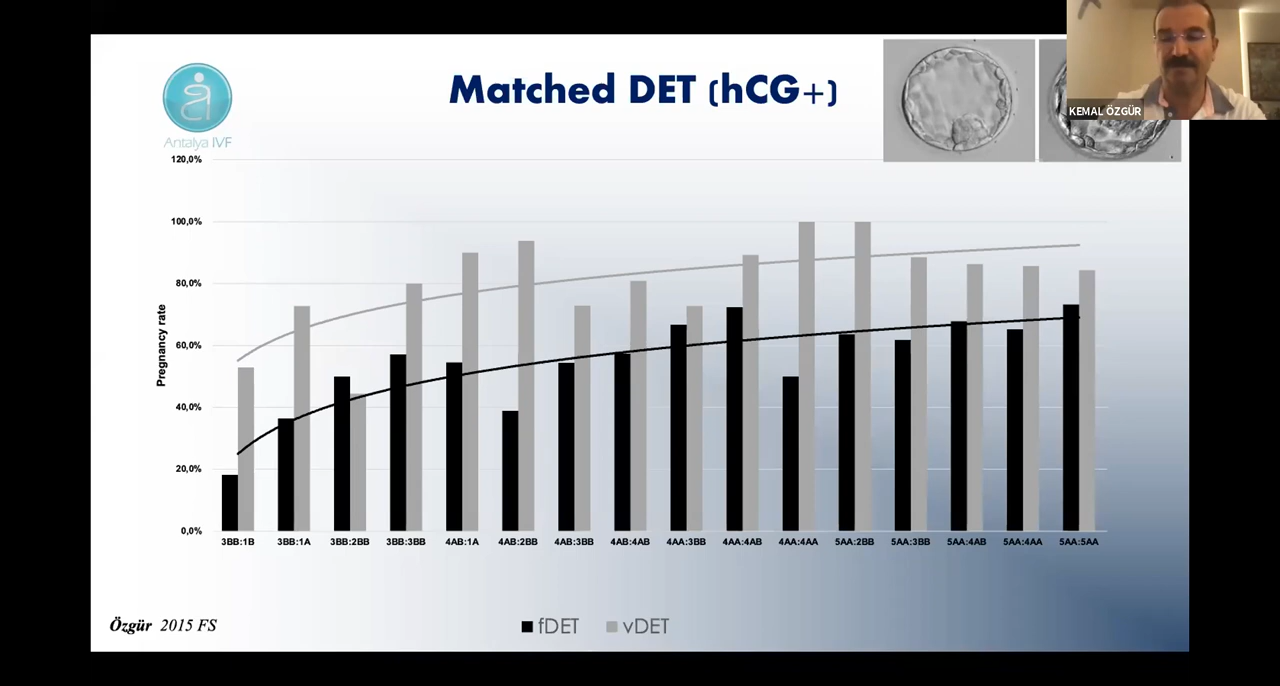 Matched DET (hCG+)
KEMAL ÖZGÜR
Antalya IVF
120,0%
100,0%
80,0%
60,0%
40,0%
20,0%
0,0%
Pregnancy rate
3BB:1B 3BB:1A 3BB:2BB 3BB:3BB 4AB:1A 4AB:2BB 4AB:3BB 4AB:4AB 4AA:3BB 4AA:4AB 4AA:4AA 5AA:2BB 5AA:3BB 5AA:4AB 5AA:4AA 5AA:5AA
fDET vDET
Özgür 2015 FS